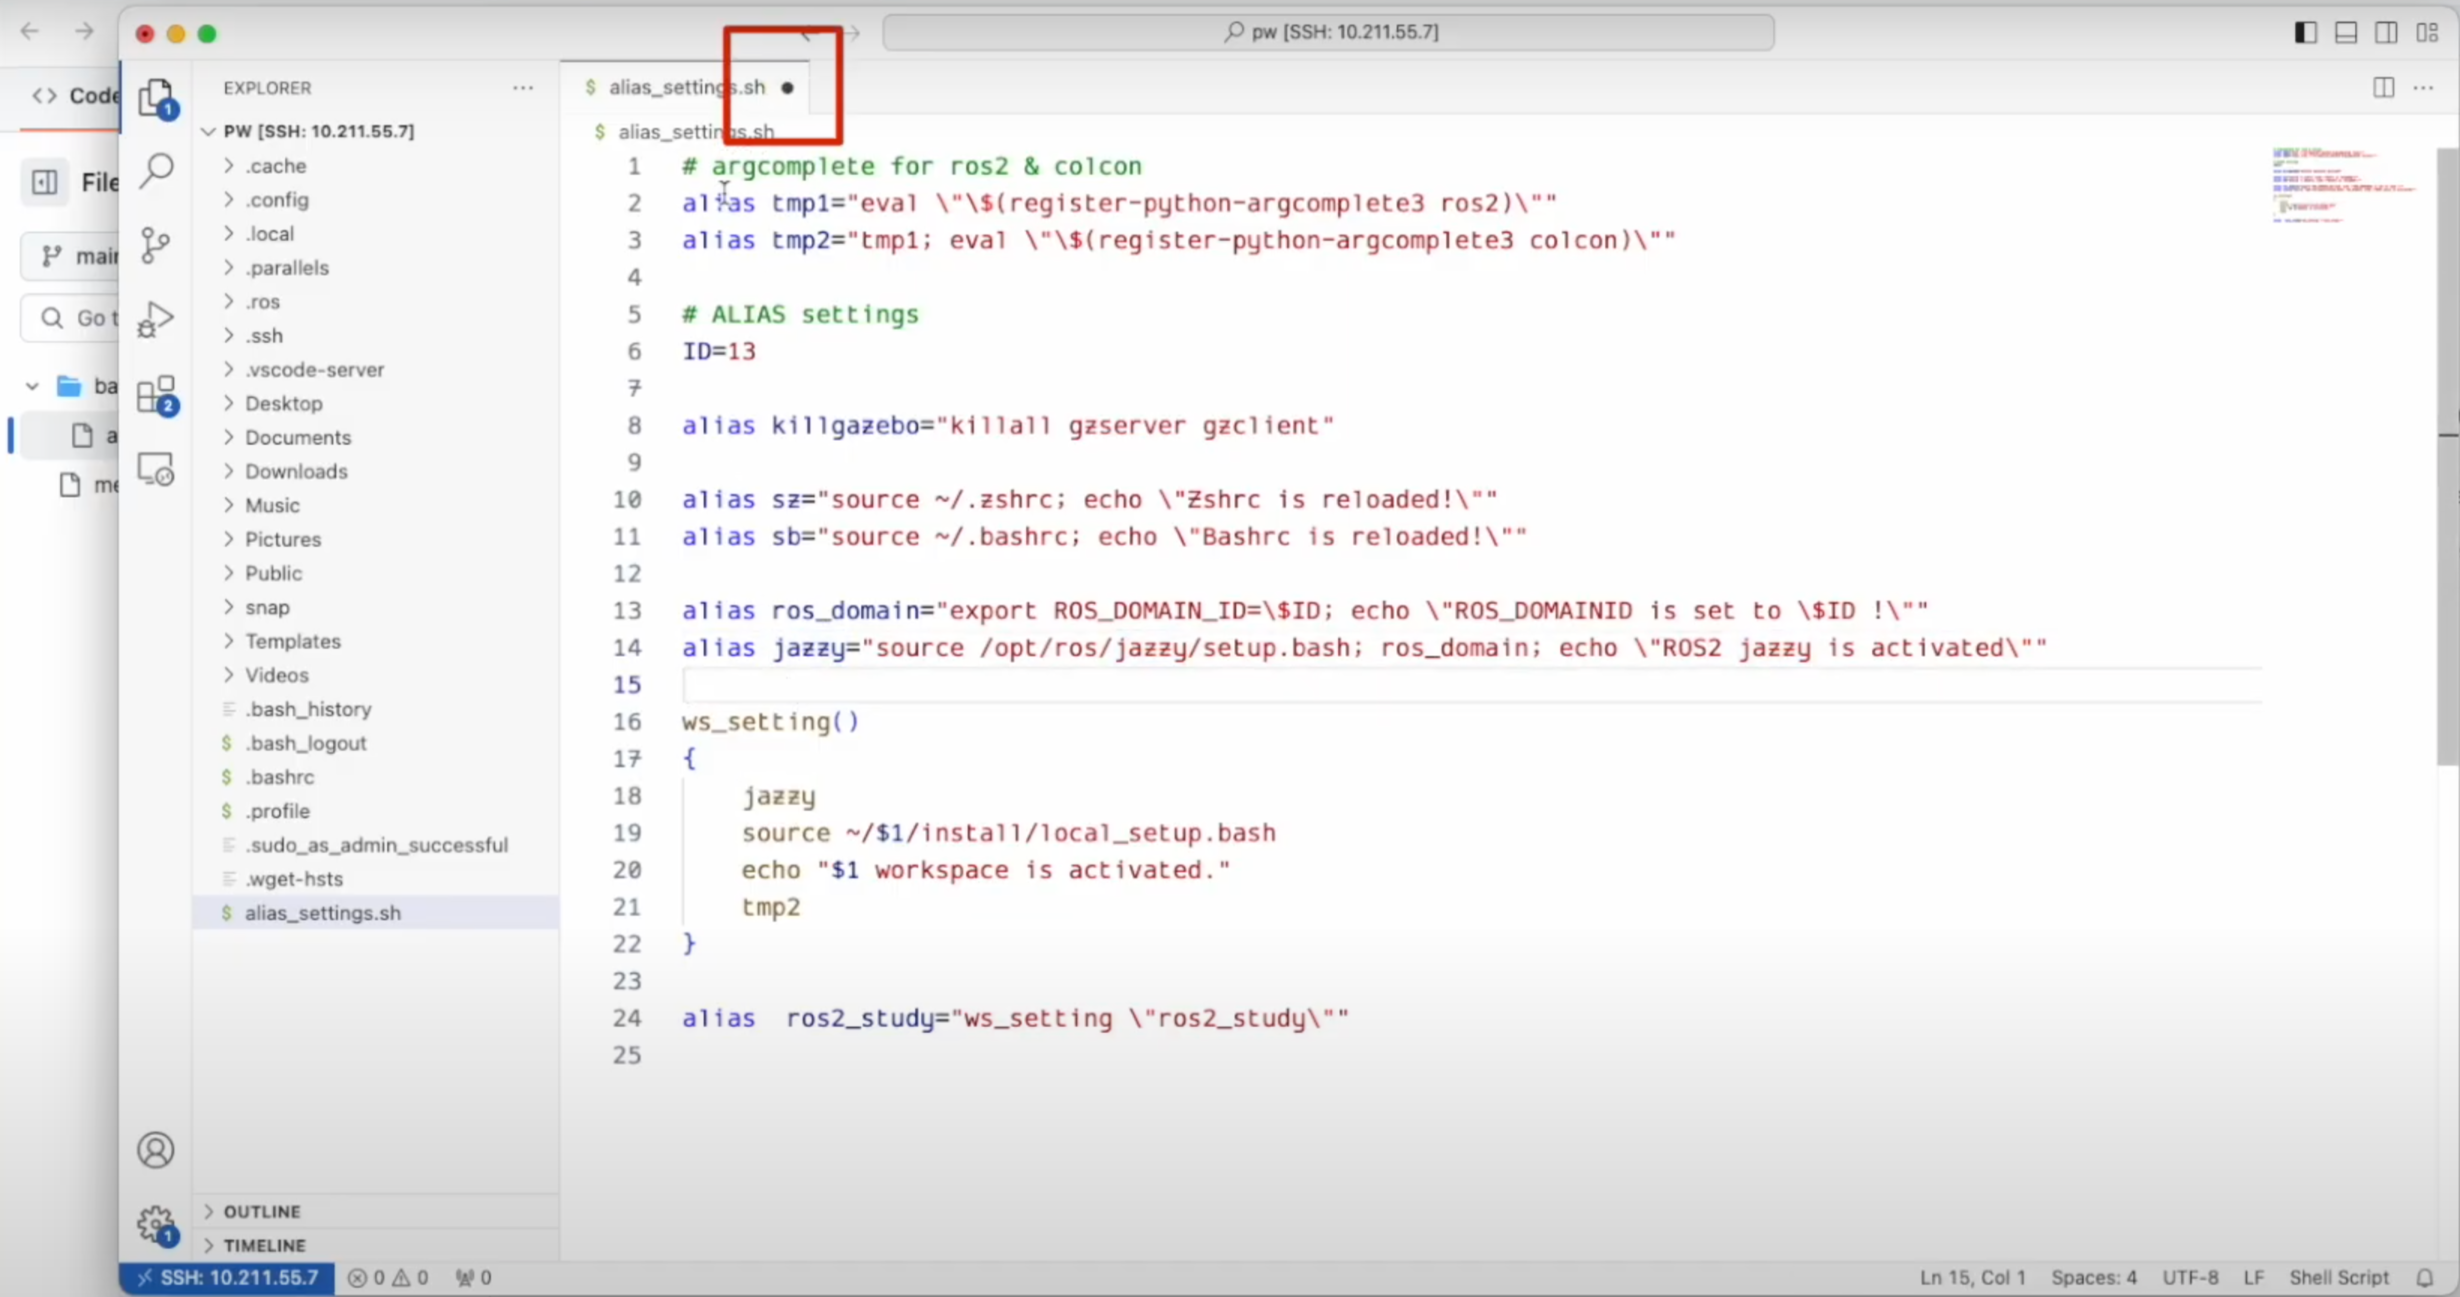 pw [SSH: 10.211.55.7]
Code
File
main
Go t
ba
a
me
1
2
1
EXPLORER
PW [SSH: 10.211.55.7]
.cache
.config
.local
.parallels
.ros
.ssh
.vscode-server
Desktop
Documents
Downloads
Music
Pictures
Public
snap
Templates
Videos
.bash_history
$ .bash_logout
$ .bashrc
$ .profile
.sudo_as_admin_successful
.wget-hsts
$ alias_settings.sh
OUTLINE
TIMELINE
$ alias_settings.sh ●
$ alias_settings.sh
1 # argcomplete for ros2 & colcon
2 alias tmp1="eval \"\$(register-python-argcomplete3 ros2)\""
3 alias tmp2="tmp1; eval \"\$(register-python-argcomplete3 colcon)\""
4
5 # ALIAS settings
6 ID=13
7
8 alias killgazebo="killall gzserver gzclient"
9
10 alias sz="source ~/.zshrc; echo \"Zshrc is reloaded!\""
11 alias sb="source ~/.bashrc; echo \"Bashrc is reloaded!\""
12
13 alias ros_domain="export ROS_DOMAIN_ID=\$ID; echo \"ROS_DOMAINID is set to \$ID !\""
14 alias jazzy="source /opt/ros/jazzy/setup.bash; ros_domain; echo \"ROS2 jazzy is activated\""
15
16 ws_setting()
17 {
18     jazzy
19     source ~/$1/install/local_setup.bash
20     echo "$1 workspace is activated."
21     tmp2
22 }
23
24 alias  ros2_study="ws_setting \"ros2_study\""
25
SSH: 10.211.55.7 0 0 0 Ln 15, Col 1 Spaces: 4 UTF-8 LF Shell Script